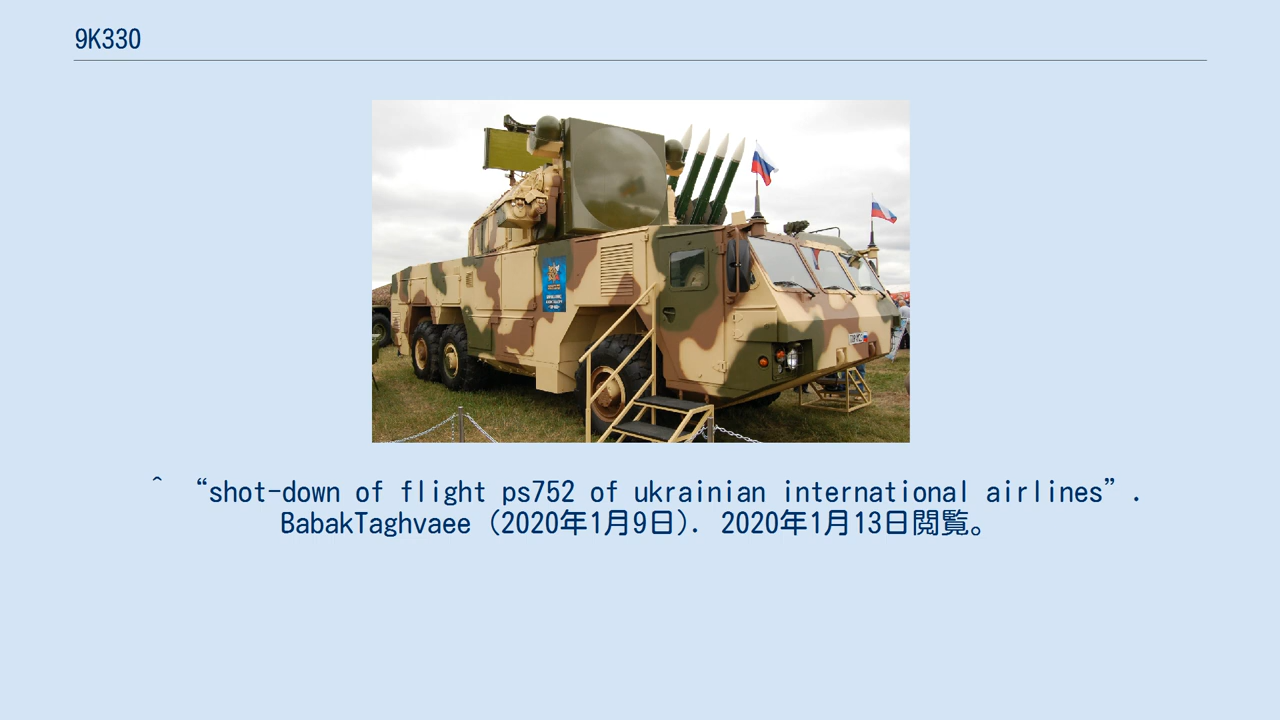 9K330
^ “shot-down of flight ps752 of ukrainian international airlines”.
BabakTaghvaee (2020年1月9日). 2020年1月13日閲覧。